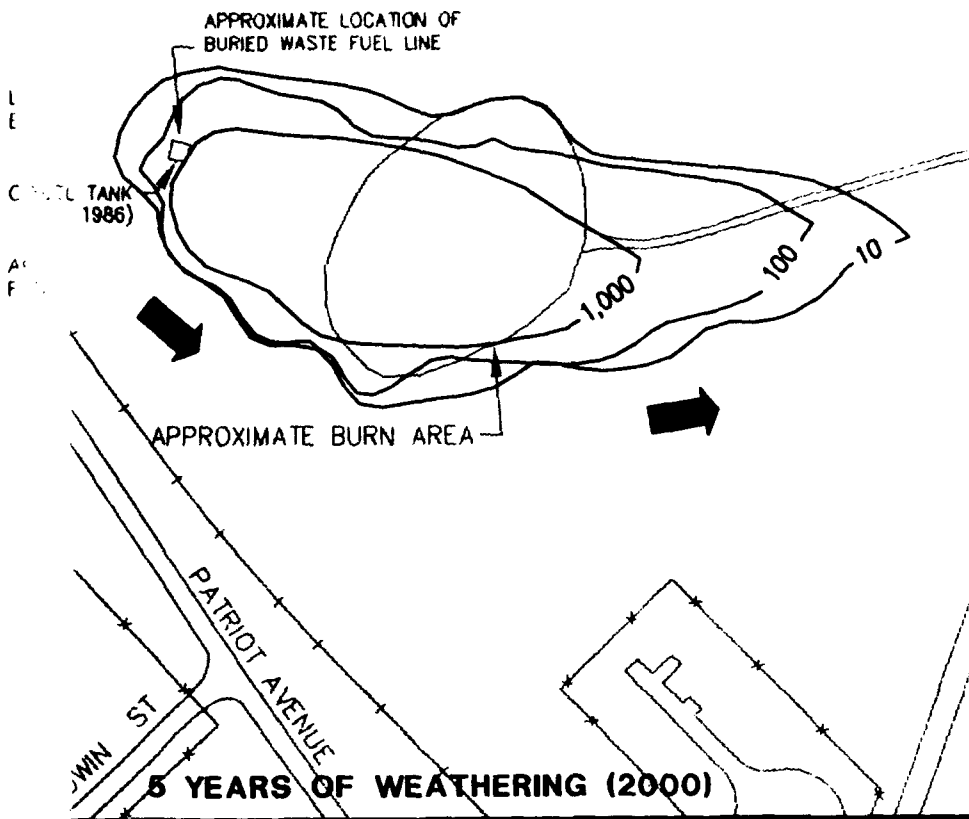 APPROXIMATE LOCATION OF
BURIED WASTE FUEL LINE
TANK
1986)
1,000
100
10
APPROXIMATE BURN AREA
PATRIOT AVENUE
ST
5 YEARS OF WEATHERING (2000)